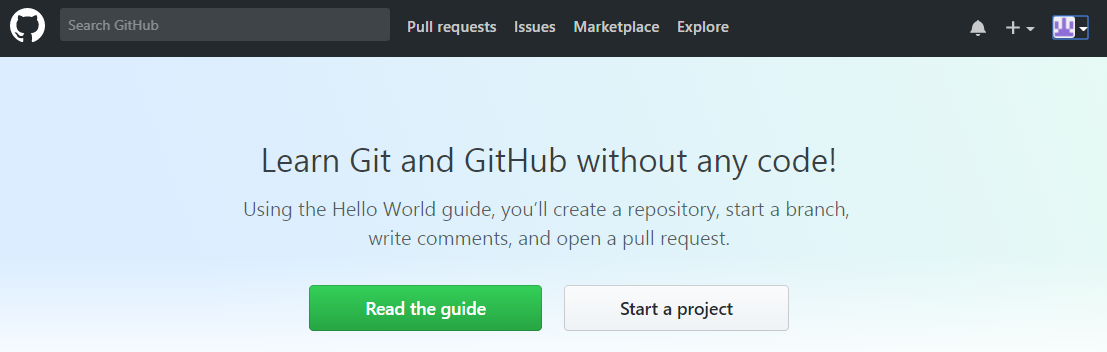 Search GitHub Pull requests Issues Marketplace Explore
Learn Git and GitHub without any code!
Using the Hello World guide, you’ll create a repository, start a branch,
write comments, and open a pull request.
Read the guide Start a project